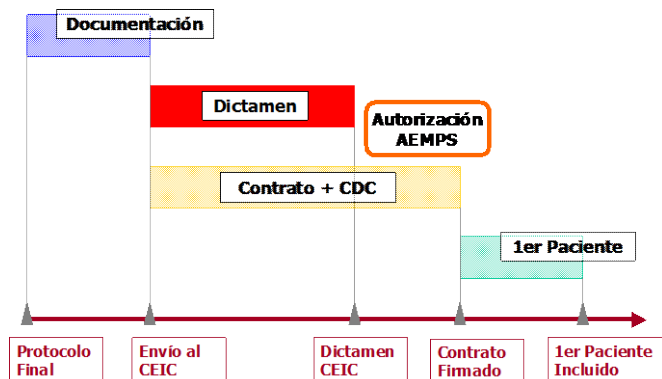 Documentación
Dictamen
Autorización
AEMPS
Contrato + CDC
1er Paciente
Protocolo
Final
Envío al
CEIC
Dictamen
CEIC
Contrato
Firmado
1er Paciente
Incluido